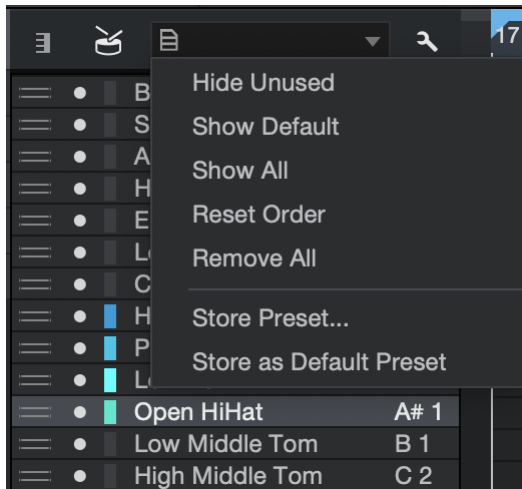 17
Hide Unused
Show Default
Show All
Reset Order
Remove All
Store Preset...
Store as Default Preset
B
S
A
H
E
L
C
H
P
L
Open HiHat A# 1
Low Middle Tom B 1
High Middle Tom C 2